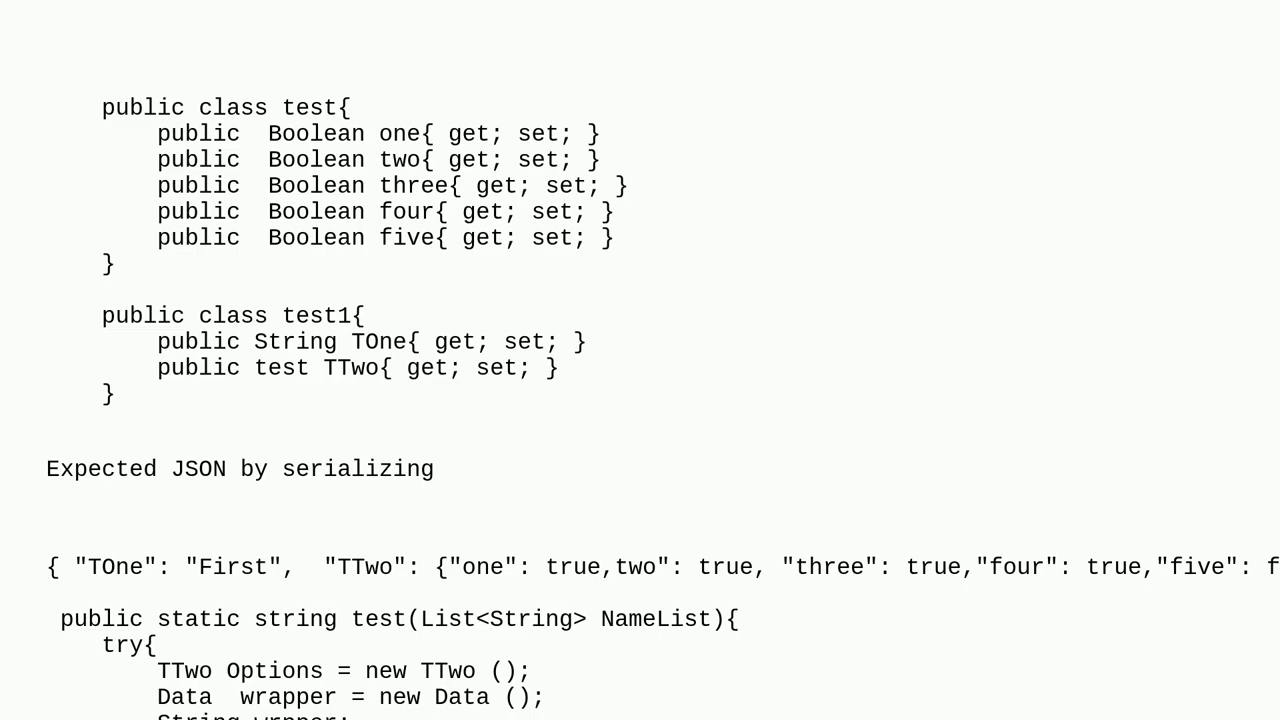 public class test{
public  Boolean one{ get; set; }
public  Boolean two{ get; set; }
public  Boolean three{ get; set; }
public  Boolean four{ get; set; }
public  Boolean five{ get; set; }
}
public class test1{
public String TOne{ get; set; }
public test TTwo{ get; set; }
}
Expected JSON by serializing
{ "TOne": "First",  "TTwo": {"one": true,two": true, "three": true,"four": true,"five": f
public static string test(List<String> NameList){
try{
TTwo Options = new TTwo ();
Data  wrapper = new Data ();
String wrpper;